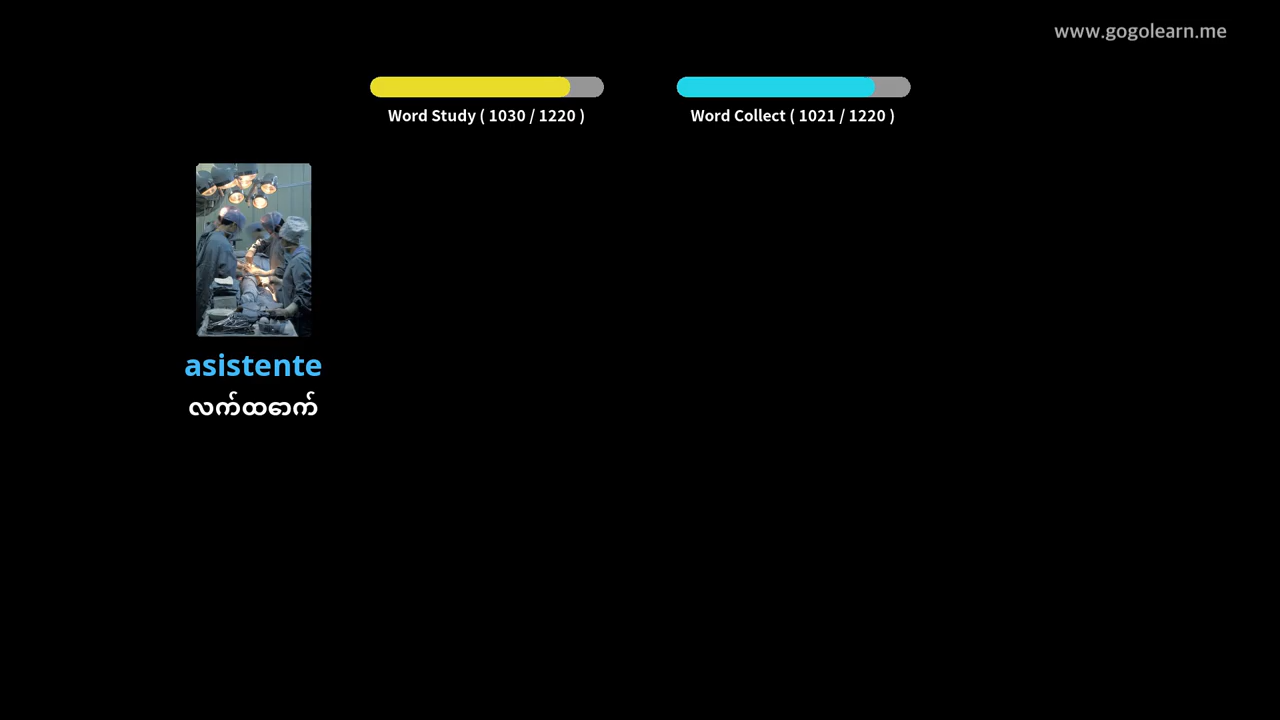 www.gogolearn.me
Word Study ( 1030 / 1220 )
Word Collect ( 1021 / 1220 )
asistente
လက်ထောက်